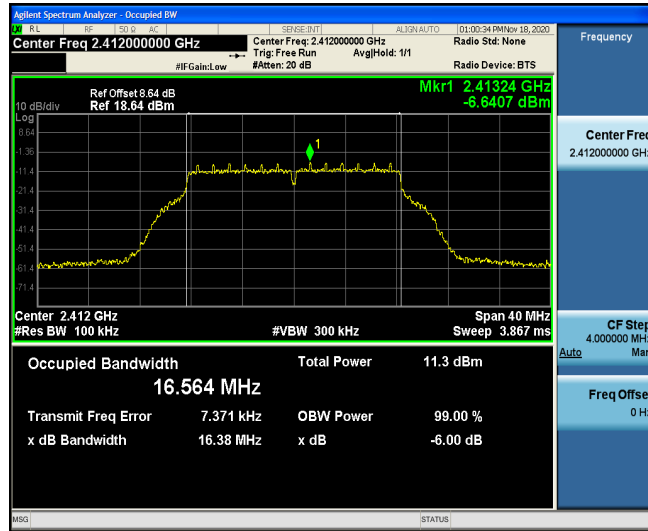 Agilent Spectrum Analyzer - Occupied BW
LXI RL RF 50 Ω AC SENSE:INT ALIGN AUTO 01:00:34 PM Nov 18, 2020
Center Freq 2.412000000 GHz
Center Freq: 2.412000000 GHz
Radio Std: None
Trig: Free Run Avg|Hold: 1/1
#IFGain:Low
#Atten: 20 dB
Radio Device: BTS
Frequency
Ref Offset 8.64 dB
10 dB/div Ref 18.64 dBm
Mkr1 2.41324 GHz
-6.6407 dBm
Log
8.64
-1.36
-11.4
-21.4
-31.4
-41.4
-51.4
-61.4
-71.4
1
Center 2.412 GHz
Span 40 MHz
#Res BW 100 kHz
#VBW 300 kHz
Sweep 3.867 ms
Occupied Bandwidth
16.564 MHz
Total Power 11.3 dBm
Transmit Freq Error 7.371 kHz
OBW Power 99.00 %
x dB Bandwidth 16.38 MHz
x dB -6.00 dB
Center Freq
2.412000000 GHz
CF Step
4.000000 MHz
Auto Man
Freq Offse
0 Hz
MSG
STATUS